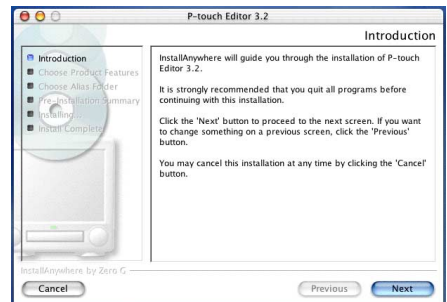 P-touch Editor 3.2
Introduction
Introduction
Choose Product Features
Choose Alias Folder
Pre-Installation Summary
Installing...
Install Complete
InstallAnywhere will guide you through the installation of P-touch
Editor 3.2.
It is strongly recommended that you quit all programs before
continuing with this installation.
Click the 'Next' button to proceed to the next screen. If you want
to change something on a previous screen, click the 'Previous'
button.
You may cancel this installation at any time by clicking the 'Cancel'
button.
InstallAnywhere by Zero G
Cancel
Previous
Next